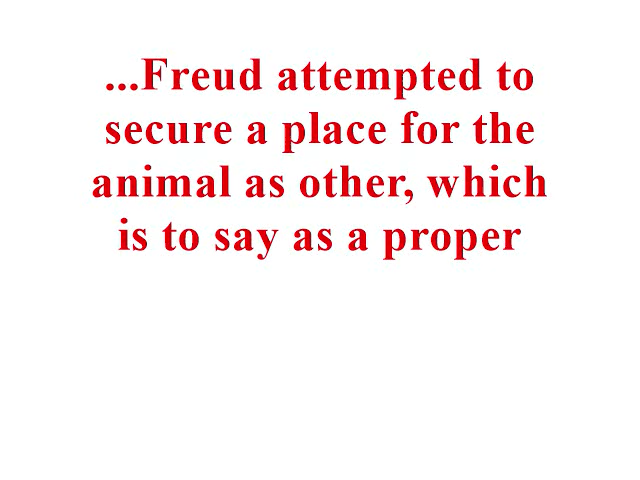 ...Freud attempted to
secure a place for the
animal as other, which
is to say as a proper